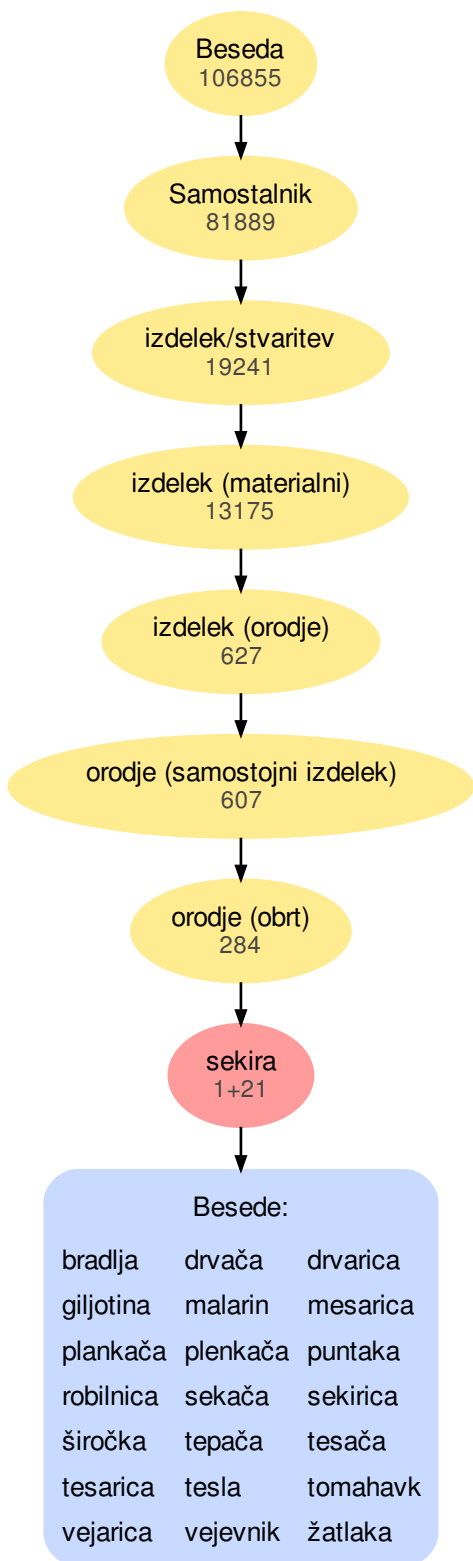 Beseda
106855
Samostalnik
81889
izdelek/stvaritev
19241
izdelek (materialni)
13175
izdelek (orodje)
627
orodje (samostojni izdelek)
607
orodje (obrt)
284
sekira
1+21
Besede:
bradlja drvača drvarica
giljotina malarin mesarica
plankača plenkača puntaka
robilnica sekača sekirica
širočka tepača tesača
tesarica tesla tomahavk
vejarica vejevnik žatlaka